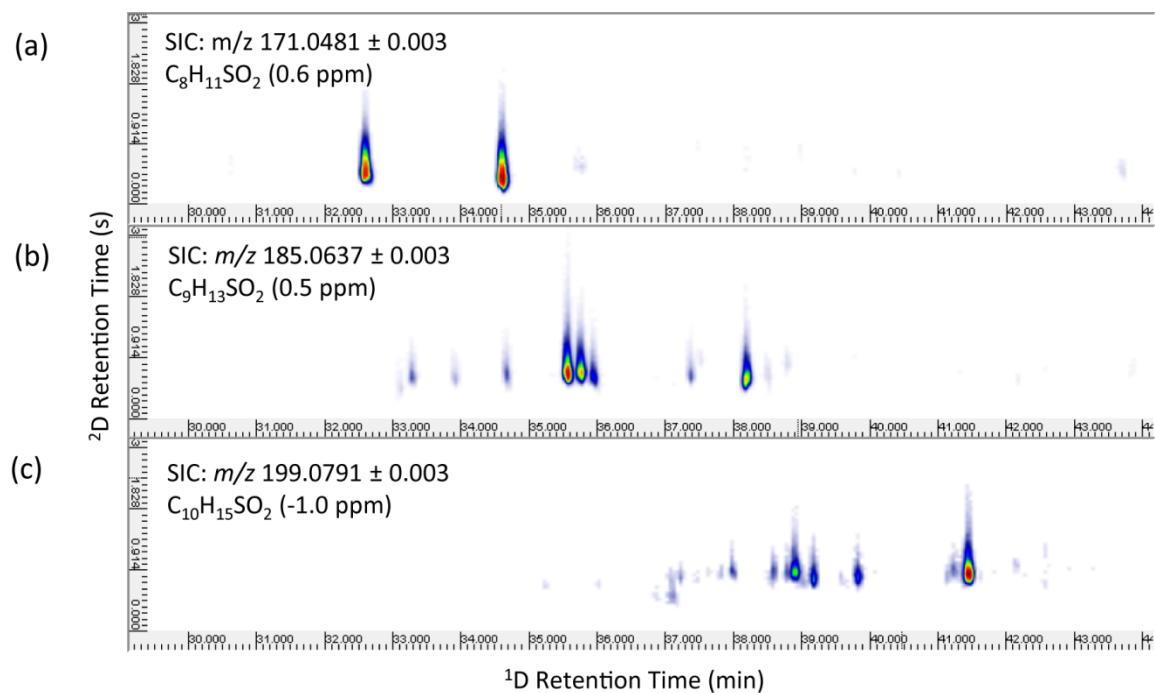 (a)
SIC: m/z 171.0481 ± 0.003
C₈H₁₁SO₂ (0.6 ppm)
3
1.828
0.914
0.000
30.000 31.000 32.000 33.000 34.000 35.000 36.000 37.000 38.000 39.000 40.000 41.000 42.000 43.000 44
(b)
SIC: m/z 185.0637 ± 0.003
C₉H₁₃SO₂ (0.5 ppm)
3
1.828
0.914
0.000
30.000 31.000 32.000 33.000 34.000 35.000 36.000 37.000 38.000 39.000 40.000 41.000 42.000 43.000 44
(c)
SIC: m/z 199.0791 ± 0.003
C₁₀H₁₅SO₂ (-1.0 ppm)
3
1.828
0.914
0.000
30.000 31.000 32.000 33.000 34.000 35.000 36.000 37.000 38.000 39.000 40.000 41.000 42.000 43.000 44
²D Retention Time (s)
¹D Retention Time (min)